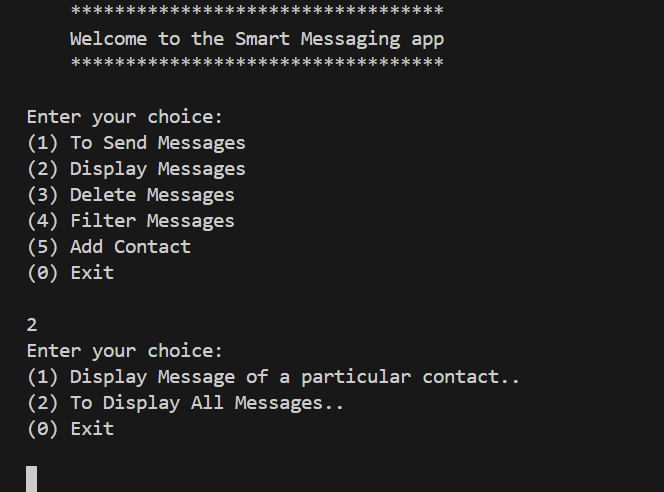 **********************************
Welcome to the Smart Messaging app
**********************************
Enter your choice:
(1) To Send Messages
(2) Display Messages
(3) Delete Messages
(4) Filter Messages
(5) Add Contact
(0) Exit
2
Enter your choice:
(1) Display Message of a particular contact..
(2) To Display All Messages..
(0) Exit